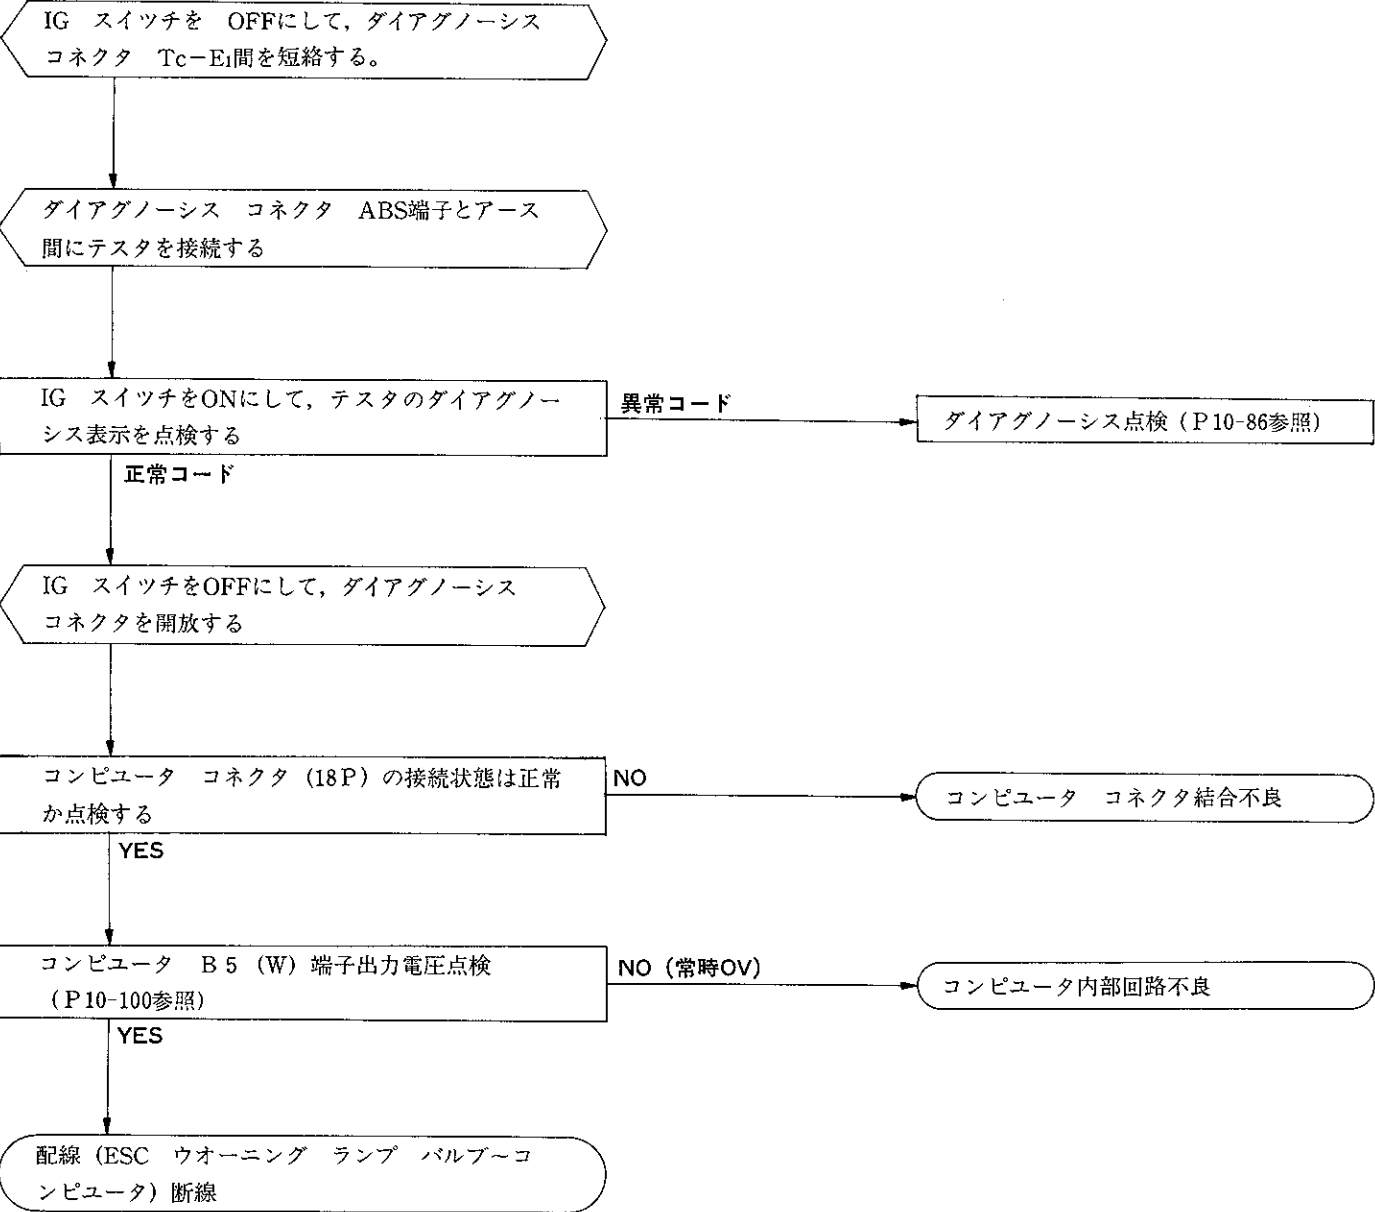 IG スイツチを OFFにして，ダイアグノーシス
コネクタ Tc－E₁間を短絡する。
ダイアグノーシス コネクタ ABS端子とアース
間にテスタを接続する
IG スイツチをONにして，テスタのダイアグノー
シス表示を点検する
異常コード
ダイアグノーシス点検（P10-86参照）
正常コード
IG スイツチをOFFにして，ダイアグノーシス
コネクタを開放する
コンピユータ コネクタ（18P）の接続状態は正常
か点検する
NO
コンピユータ コネクタ結合不良
YES
コンピユータ B5（W）端子出力電圧点検
（P10-100参照）
NO（常時OV）
コンピユータ内部回路不良
YES
配線（ESC ウオーニング ランプ バルブ～コ
ンピユータ）断線